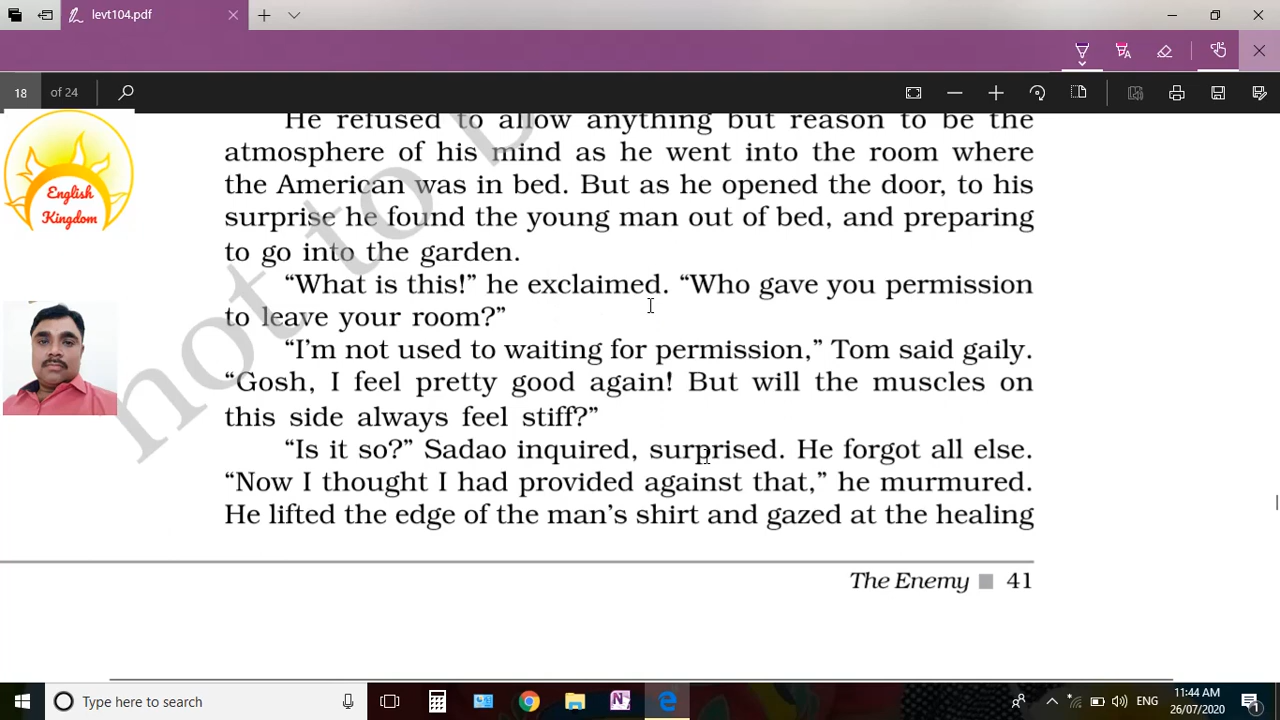 levt104.pdf
18 of 24
English
Kingdom
He refused to allow anything but reason to be the
atmosphere of his mind as he went into the room where
the American was in bed. But as he opened the door, to his
surprise he found the young man out of bed, and preparing
to go into the garden.
“What is this!” he exclaimed. “Who gave you permission
to leave your room?”
“I’m not used to waiting for permission,” Tom said gaily.
“Gosh, I feel pretty good again! But will the muscles on
this side always feel stiff?”
“Is it so?” Sadao inquired, surprised. He forgot all else.
“Now I thought I had provided against that,” he murmured.
He lifted the edge of the man’s shirt and gazed at the healing
The Enemy 41
not to b
Type here to search
ENG
11:44 AM
26/07/2020
1